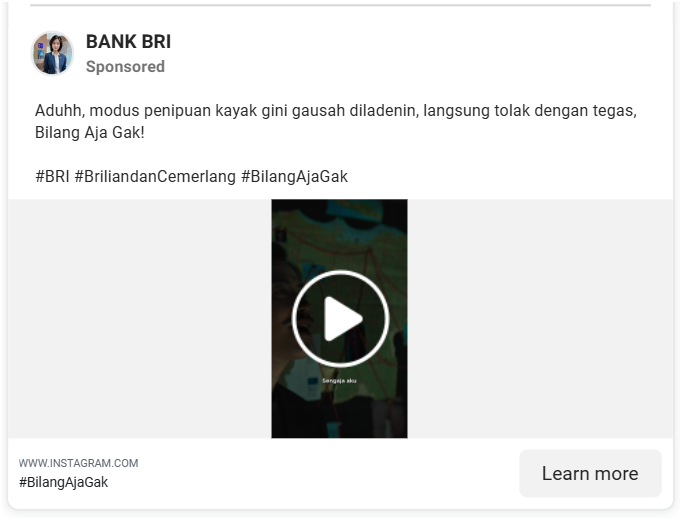 BANK BRI
Sponsored
Aduhh, modus penipuan kayak gini gausah diladenin, langsung tolak dengan tegas,
Bilang Aja Gak!
#BRI #BriliandanCemerlang #BilangAjaGak
Sengaja aku
WWW.INSTAGRAM.COM
#BilangAjaGak
Learn more